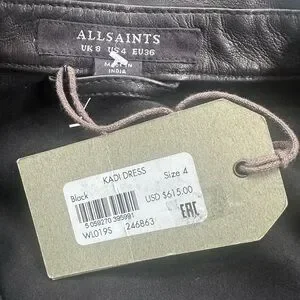 ALLSAINTS
UK 8 US 4 EU36
MADE IN
INDIA
KADI DRESS
Size 4
Black
USD $615.00
5 059270 395991
WL019S
246863
EAC